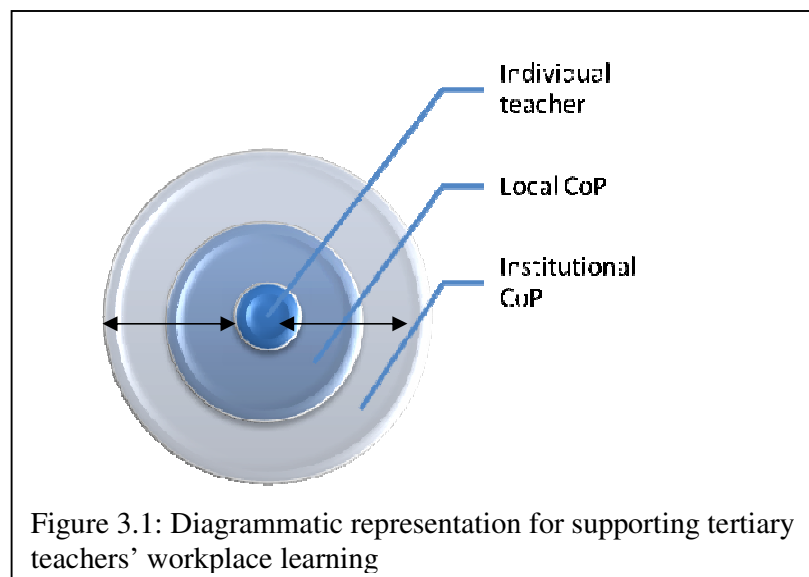 Individual
teacher
Local CoP
Institutional
CoP
Figure 3.1: Diagrammatic representation for supporting tertiary
teachers’ workplace learning